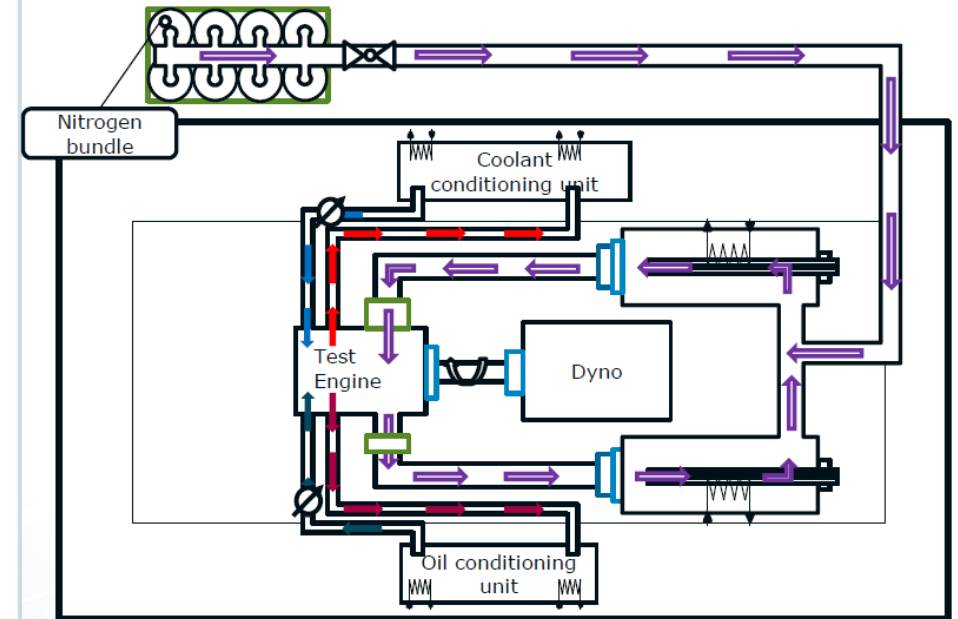 Nitrogen
bundle
Coolant
conditioning unit
Test
Engine
Dyno
Oil conditioning
unit